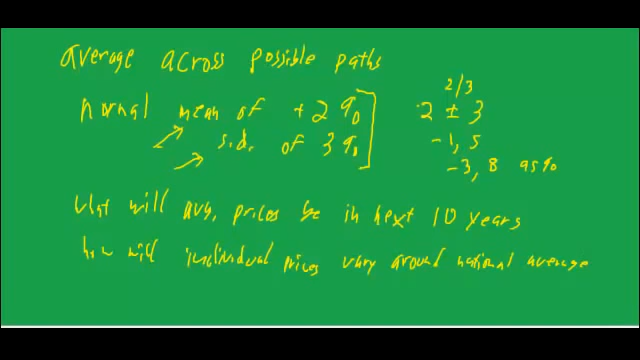 average across possible paths
2/3
normal mean of +2 %
2 ± 3
s.d. of 3 %
-1, 5
-3, 8 95%
what will avg. prices be in next 10 years
how will individual prices vary around national average